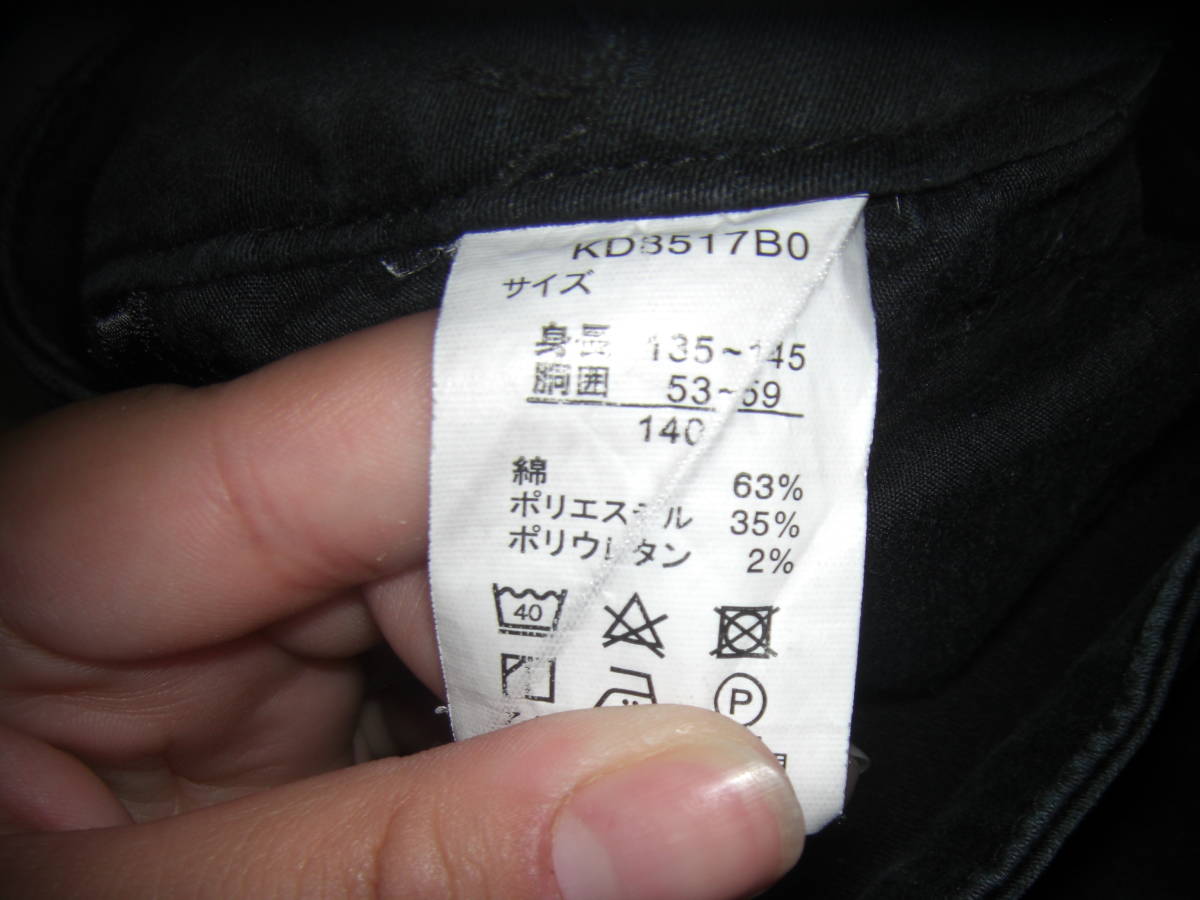 KD8517B0
サイズ
身長 135~145
胴囲 53~59
140
綿 63%
ポリエステル 35%
ポリウレタン 2%
40
P